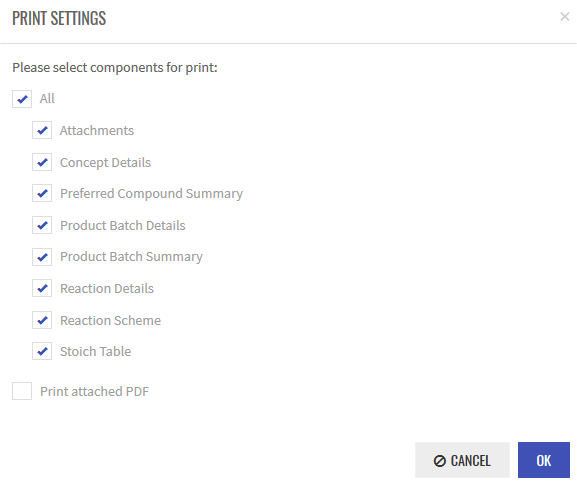 PRINT SETTINGS
Please select components for print:
All
Attachments
Concept Details
Preferred Compound Summary
Product Batch Details
Product Batch Summary
Reaction Details
Reaction Scheme
Stoich Table
Print attached PDF
CANCEL OK